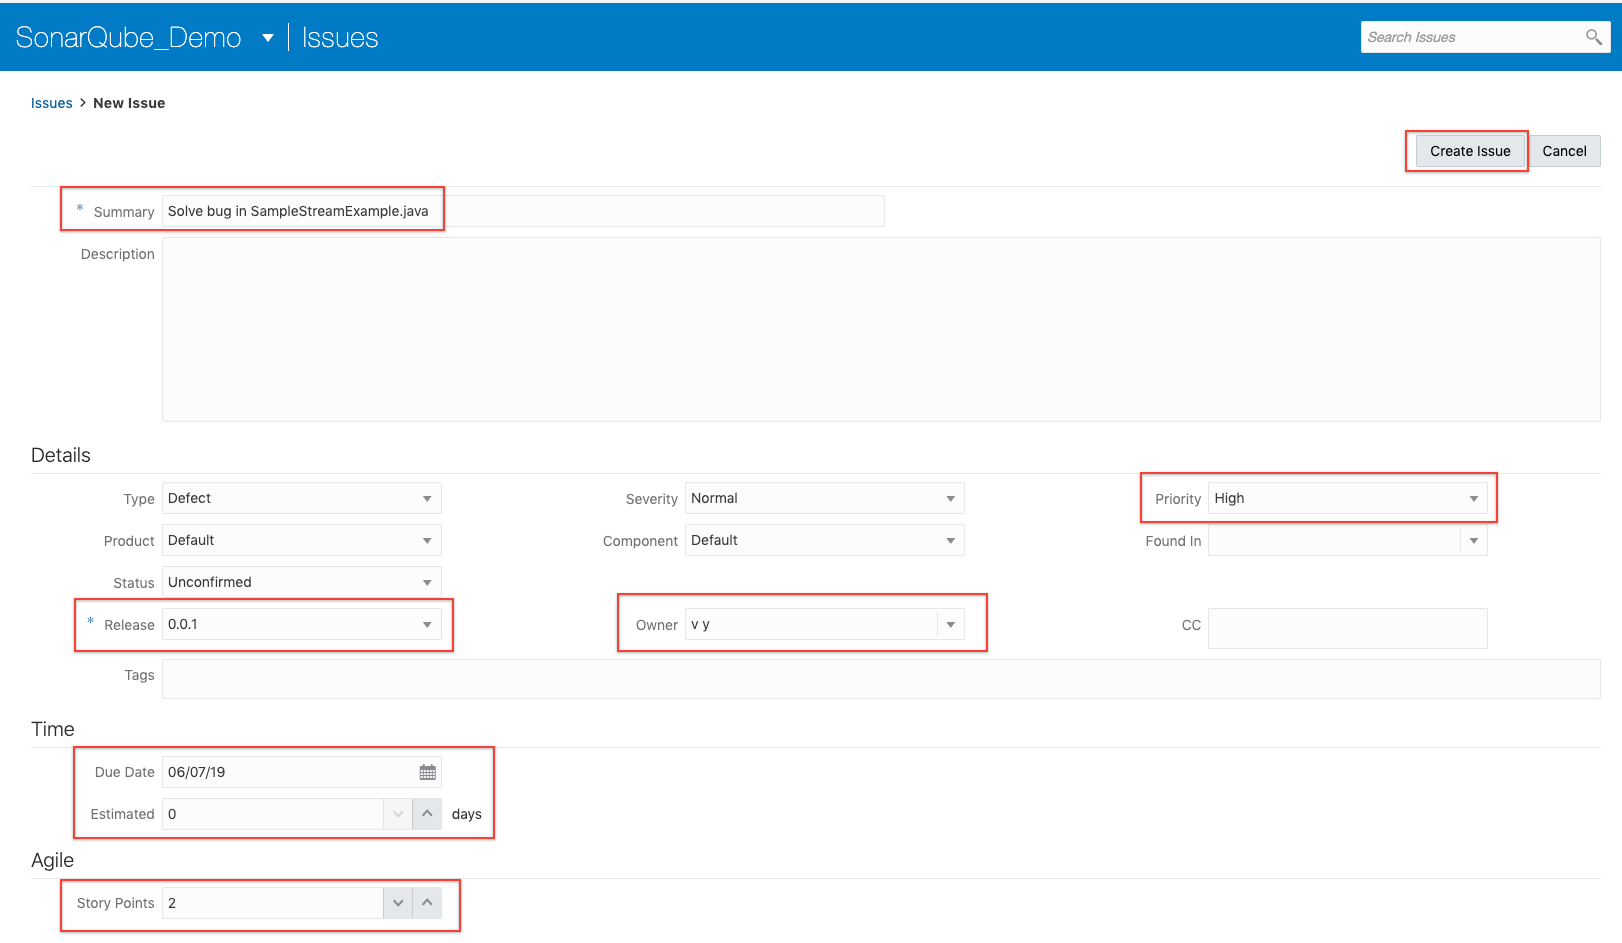 SonarQube_Demo Issues
Search Issues
Issues > New Issue
Create Issue Cancel
* Summary Solve bug in SampleStreamExample.java
Description
Details
Type Defect Severity Normal Priority High
Product Default Component Default Found In
Status Unconfirmed
* Release 0.0.1 Owner v y CC
Tags
Time
Due Date 06/07/19
Estimated 0 days
Agile
Story Points 2